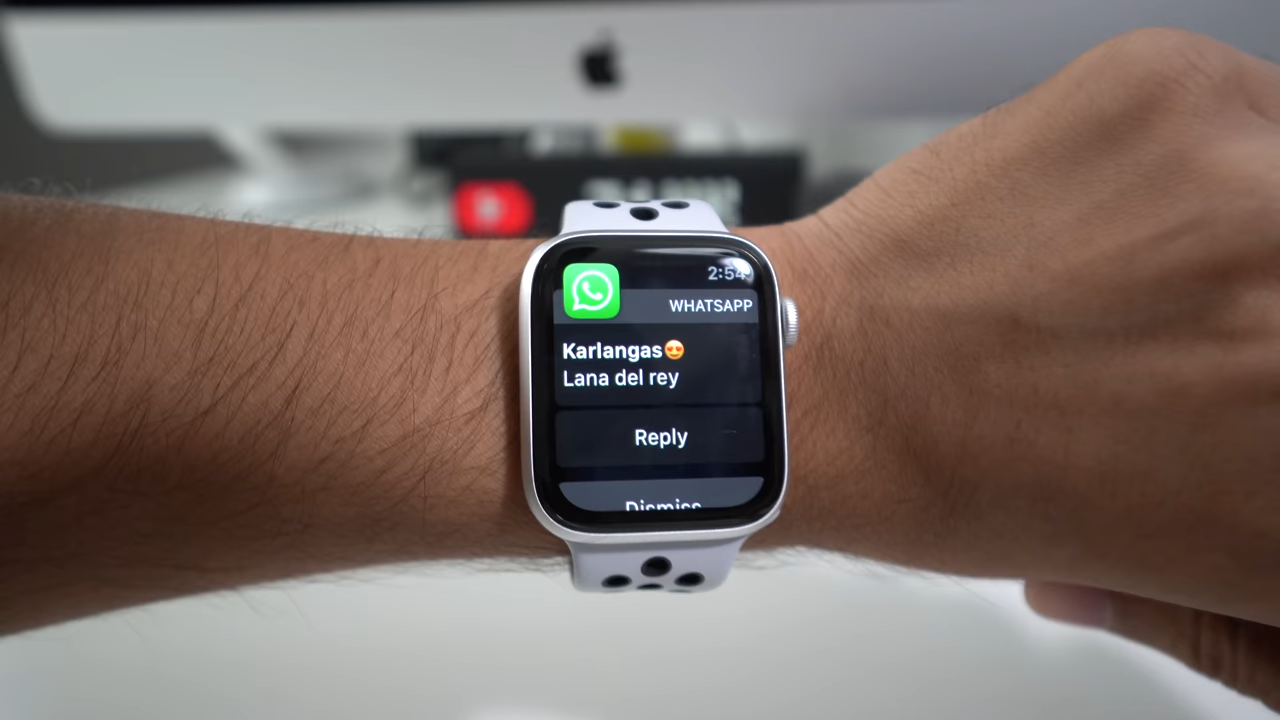 2:54
WHATSAPP
Karlangas😍
Lana del rey
Reply
Dismiss